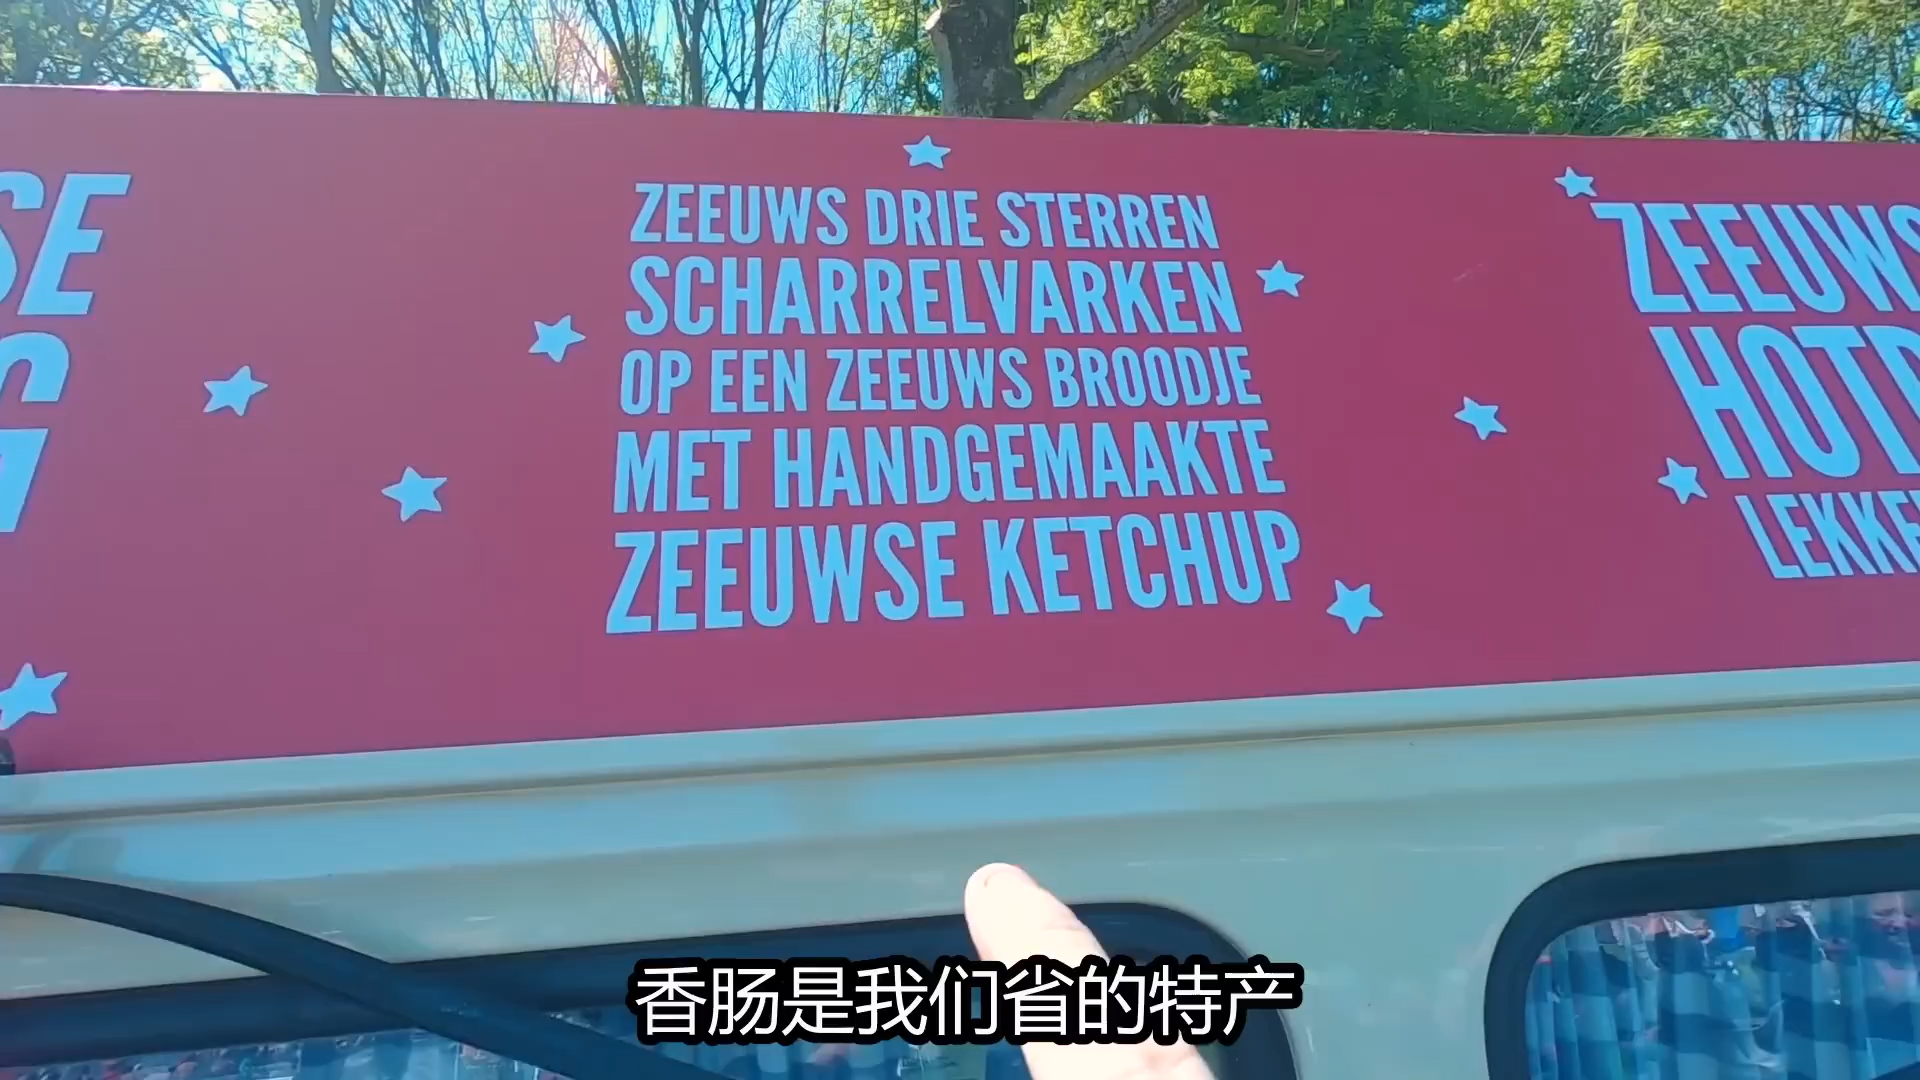 ZEEUWS DRIE STERREN
SCHARRELVARKEN
OP EEN ZEEUWS BROODJE
MET HANDGEMAAKTE
ZEEUWSE KETCHUP
ZEEUWS
香肠是我们省的特产